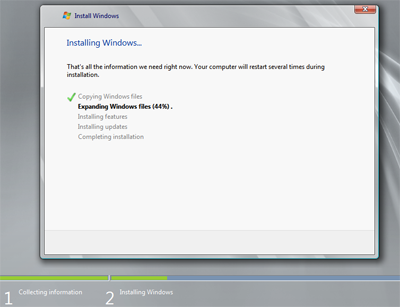 Install Windows
Installing Windows...
That's all the information we need right now. Your computer will restart several times during
installation.
Copying Windows files
Expanding Windows files (44%) .
Installing features
Installing updates
Completing installation
1 Collecting information
2 Installing Windows